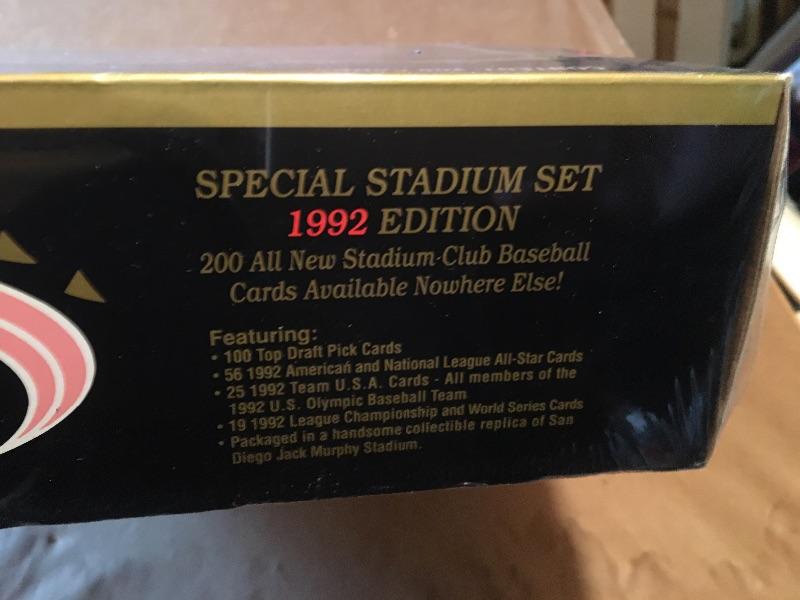 SPECIAL STADIUM SET
1992 EDITION
200 All New Stadium Club Baseball
Cards Available Nowhere Else!
Featuring:
• 100 Top Draft Pick Cards
• 56 1992 American and National League All-Star Cards
• 25 1992 Team U.S.A. Cards - All members of the
1992 U.S. Olympic Baseball Team
• 19 1992 League Championship and World Series Cards
• Packaged in a handsome collectible replica of San
Diego Jack Murphy Stadium.